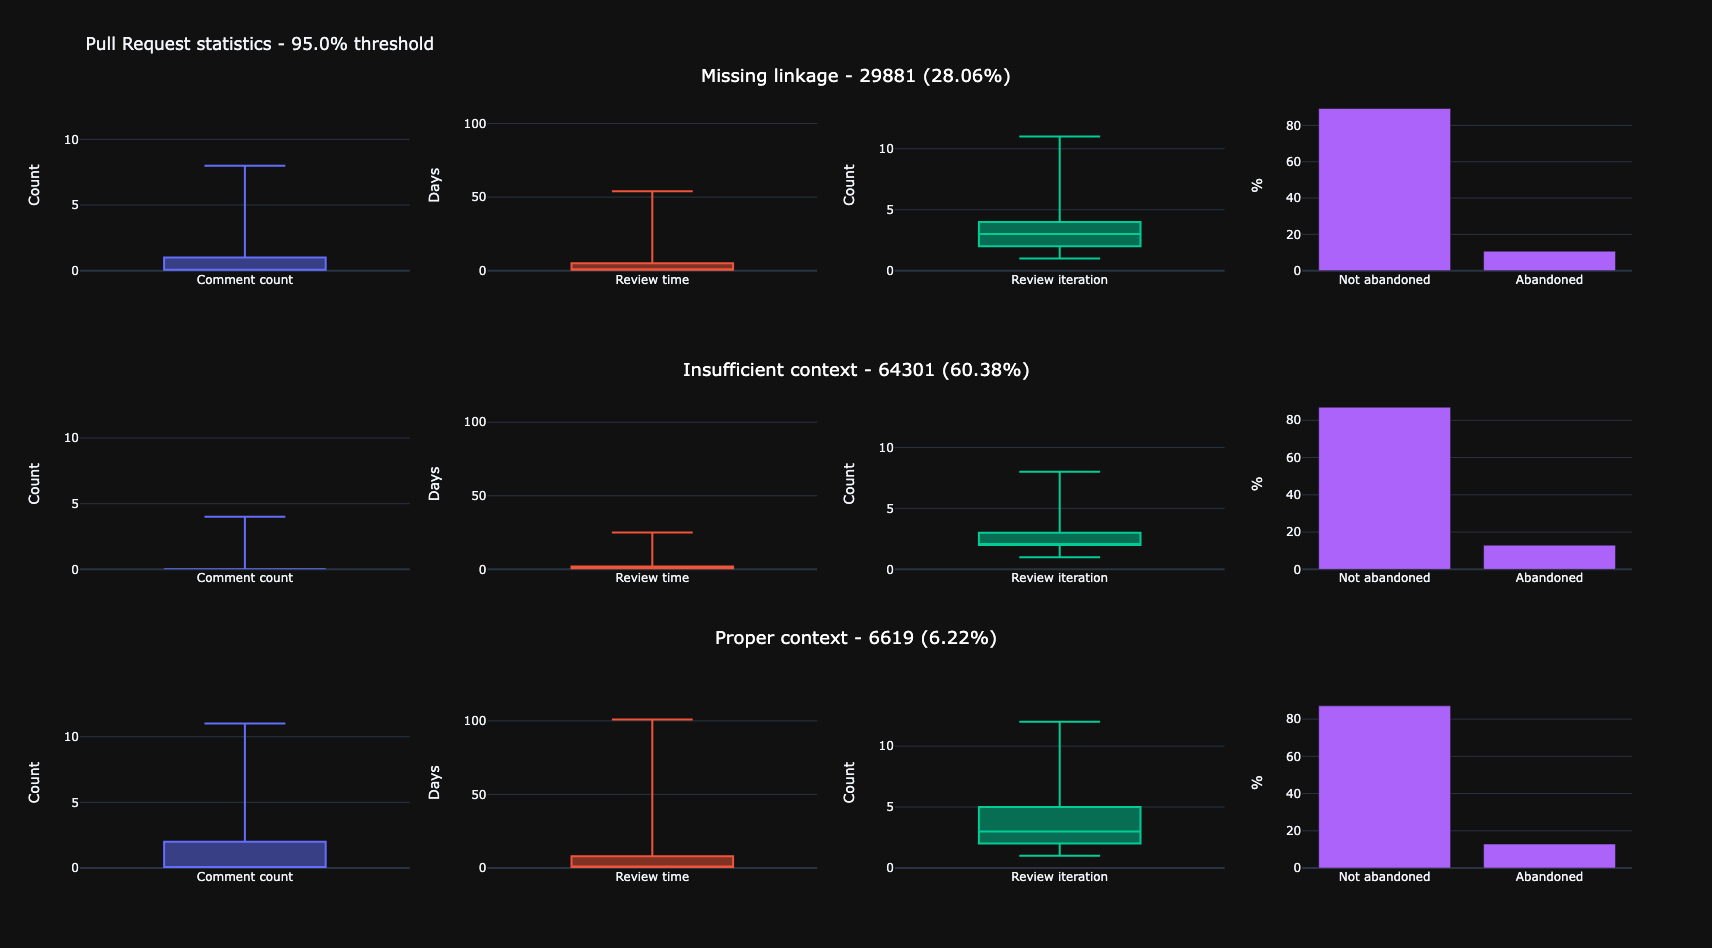 Pull Request statistics - 95.0% threshold
Missing linkage - 29881 (28.06%)
Count
10
5
0
Comment count
Days
100
50
0
Review time
Count
10
5
0
Review iteration
%
80
60
40
20
0
Not abandoned
Abandoned
Insufficient context - 64301 (60.38%)
Count
10
5
0
Comment count
Days
100
50
0
Review time
Count
10
5
0
Review iteration
%
80
60
40
20
0
Not abandoned
Abandoned
Proper context - 6619 (6.22%)
Count
10
5
0
Comment count
Days
100
50
0
Review time
Count
10
5
0
Review iteration
%
80
60
40
20
0
Not abandoned
Abandoned